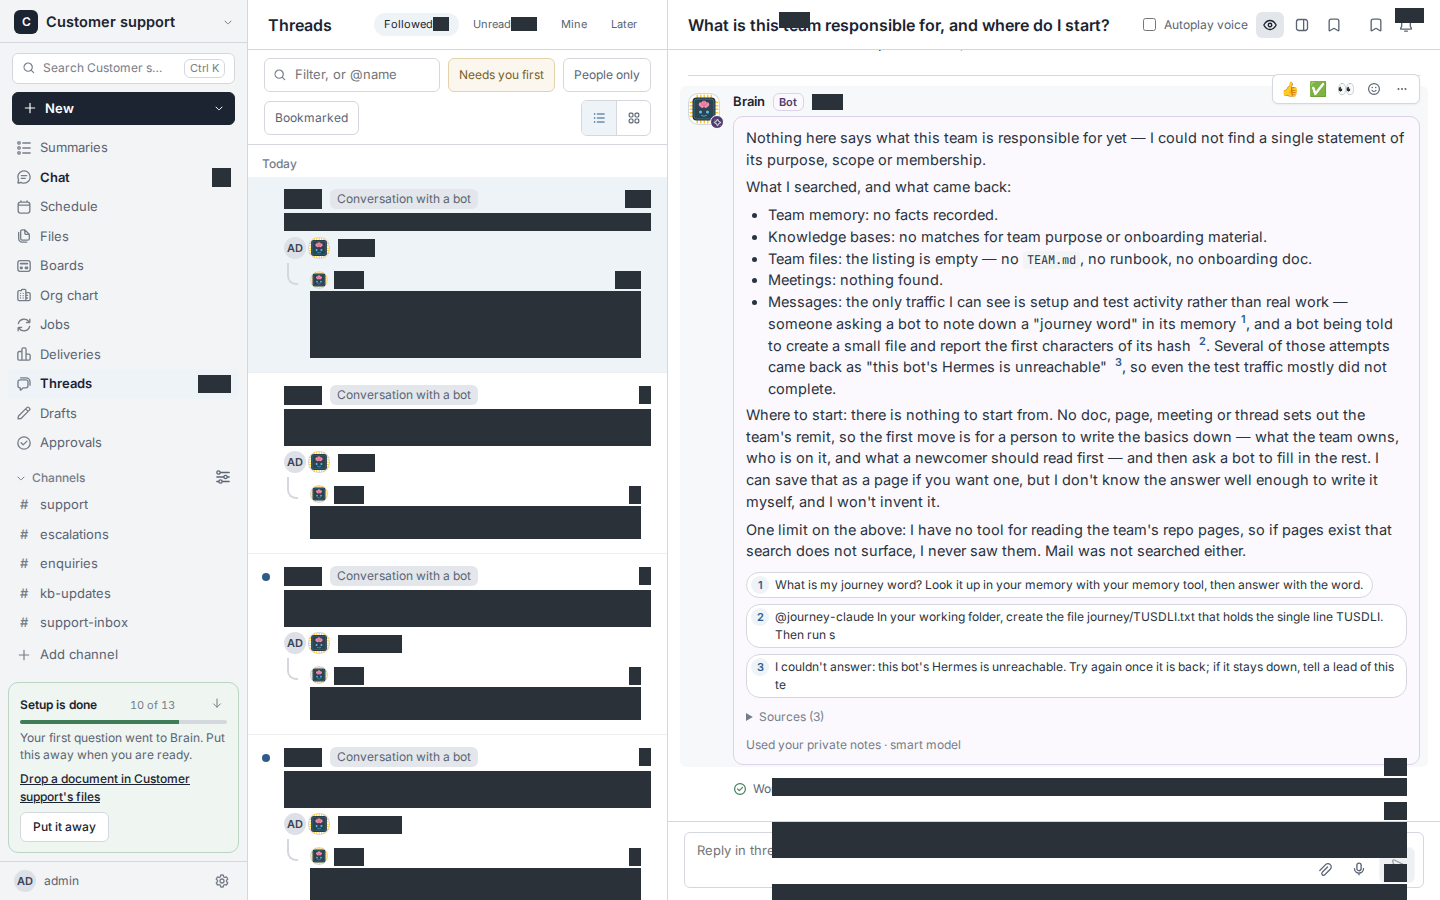 C Customer support
Search Customer s... Ctrl K
New
Summaries
Chat
Schedule
Files
Boards
Org chart
Jobs
Deliveries
Threads
Drafts
Approvals
Channels
# support
# escalations
# enquiries
# kb-updates
# support-inbox
Add channel
Setup is done 10 of 13
Your first question went to Brain. Put
this away when you are ready.
Drop a document in Customer
support's files
Put it away
AD admin
Threads
Followed
Unread
Mine
Later
Filter, or @name
Needs you first
People only
Bookmarked
Today
Conversation with a bot
AD
Conversation with a bot
AD
Conversation with a bot
AD
Conversation with a bot
AD
What is this team responsible for, and where do I start?
Autoplay voice
Brain Bot
Nothing here says what this team is responsible for yet — I could not find a single statement of
its purpose, scope or membership.
What I searched, and what came back:
• Team memory: no facts recorded.
• Knowledge bases: no matches for team purpose or onboarding material.
• Team files: the listing is empty — no TEAM.md, no runbook, no onboarding doc.
• Meetings: nothing found.
• Messages: the only traffic I can see is setup and test activity rather than real work —
someone asking a bot to note down a "journey word" in its memory 1, and a bot being told
to create a small file and report the first characters of its hash 2. Several of those attempts
came back as "this bot's Hermes is unreachable" 3, so even the test traffic mostly did not
complete.
Where to start: there is nothing to start from. No doc, page, meeting or thread sets out the
team's remit, so the first move is for a person to write the basics down — what the team owns,
who is on it, and what a newcomer should read first — and then ask a bot to fill in the rest. I
can save that as a page if you want one, but I don't know the answer well enough to write it
myself, and I won't invent it.
One limit on the above: I have no tool for reading the team's repo pages, so if pages exist that
search does not surface, I never saw them. Mail was not searched either.
1 What is my journey word? Look it up in your memory with your memory tool, then answer with the word.
2 @journey-claude In your working folder, create the file journey/TUSDLI.txt that holds the single line TUSDLI.
Then run s
3 I couldn't answer: this bot's Hermes is unreachable. Try again once it is back; if it stays down, tell a lead of this
te
Sources (3)
Used your private notes · smart model
Wo
Reply in thre